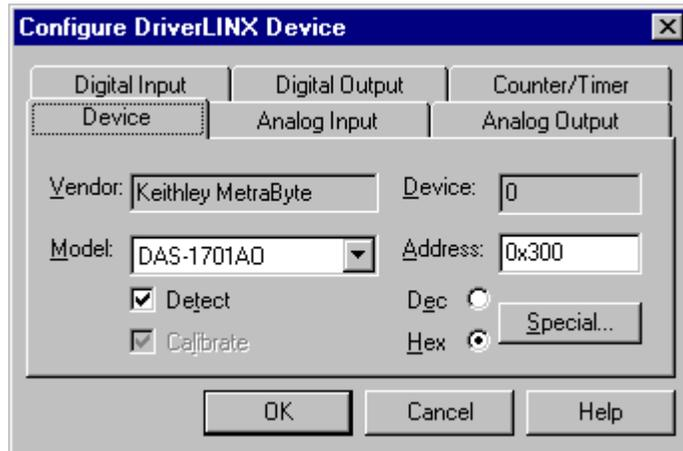 Configure DriverLINX Device
Digital Input Digital Output Counter/Timer
Device Analog Input Analog Output
Vendor: Keithley MetraByte Device: 0
Model: DAS-1701AO Address: 0x300
Detect Dec
Calibrate Hex Special...
OK Cancel Help